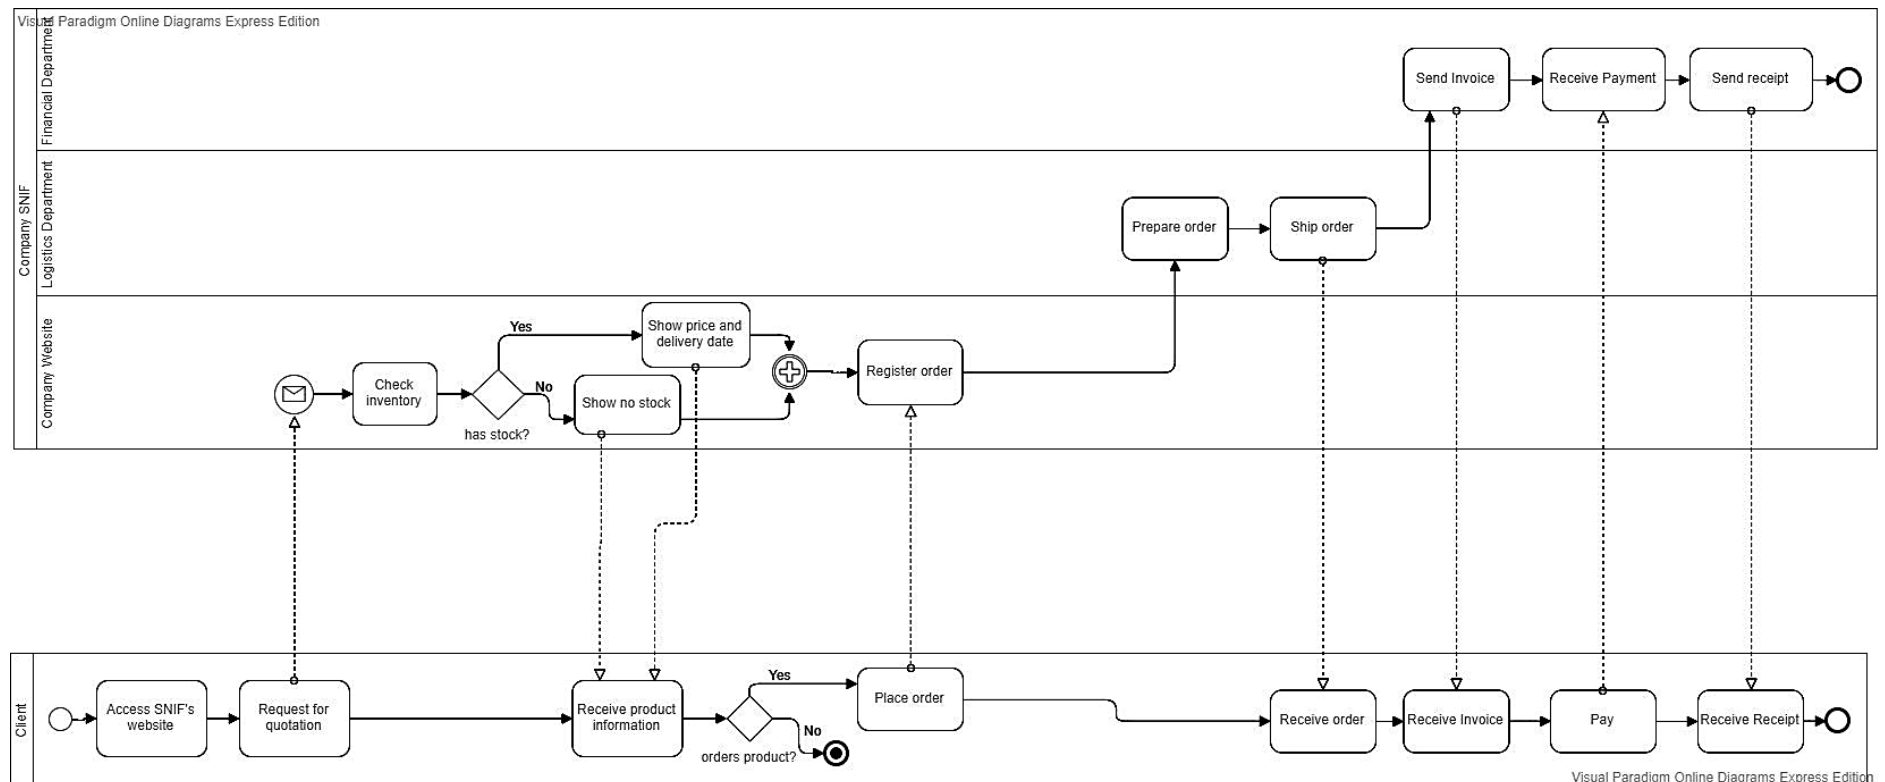 Visual Paradigm Online Diagrams Express Edition
Company SNIF
Financial Department
Send Invoice
Receive Payment
Send receipt
Logistics Department
Prepare order
Ship order
Company Website
Check
inventory
has stock?
Yes
No
Show price and
delivery date
Show no stock
Register order
Client
Access SNIF's
website
Request for
quotation
Receive product
information
orders product?
Yes
No
Place order
Receive order
Receive Invoice
Pay
Receive Receipt
Visual Paradigm Online Diagrams Express Edition